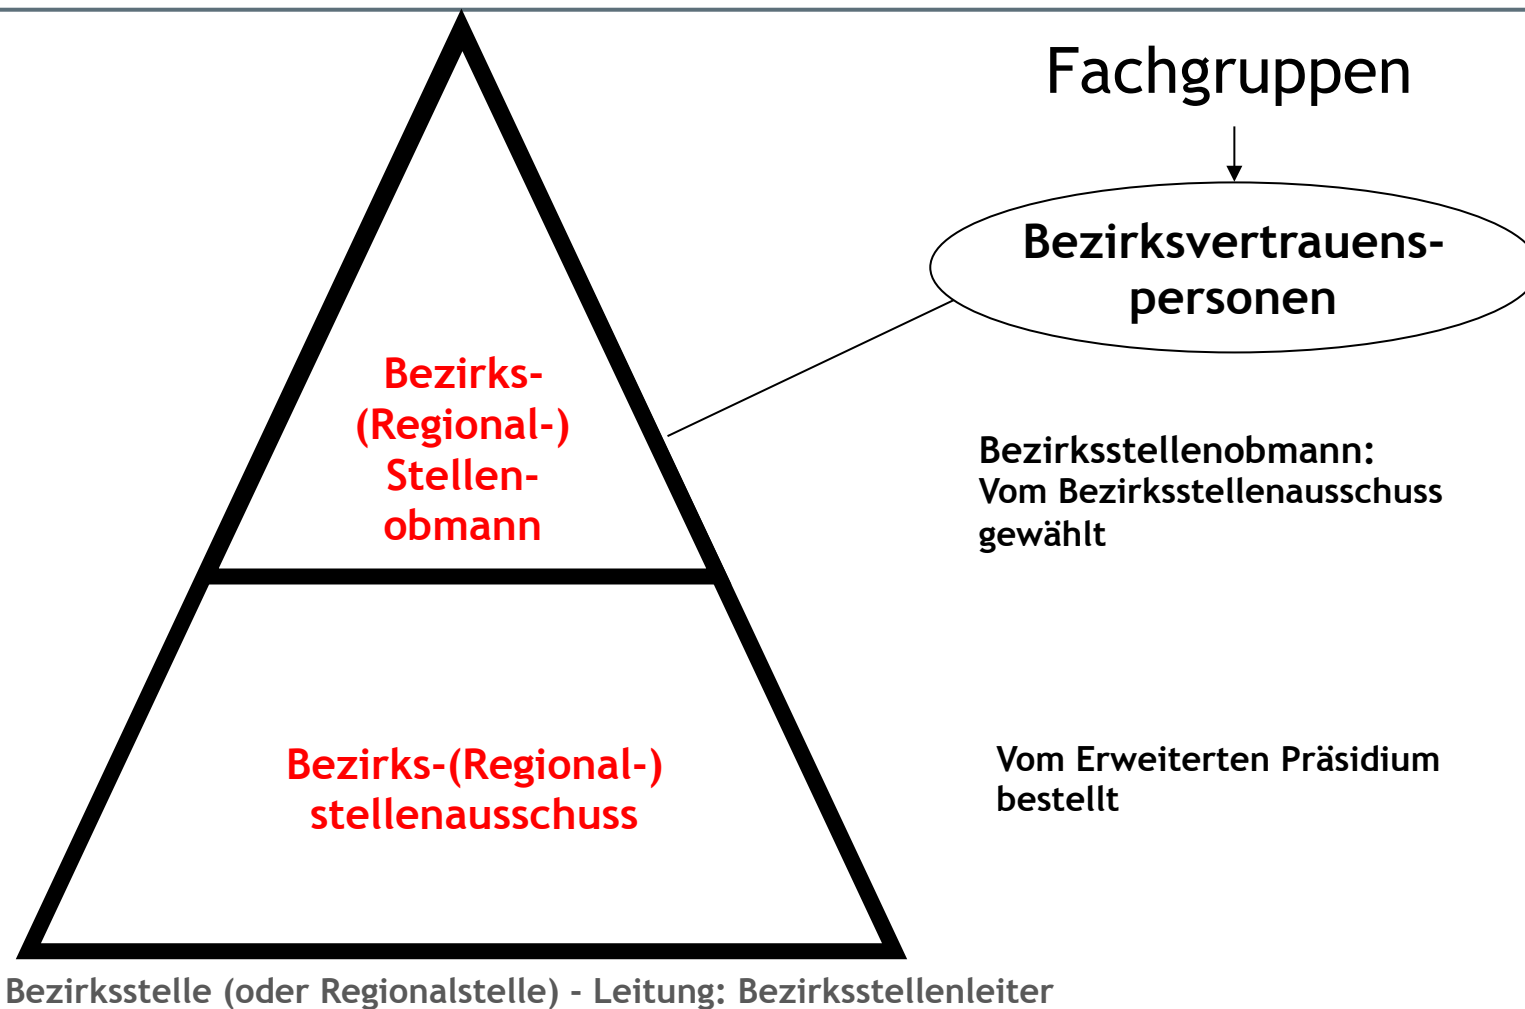 Fachgruppen
Bezirksvertrauens-
personen
Bezirks-
(Regional-)
Stellen-
obmann
Bezirksstellenobmann:
Vom Bezirksstellenausschuss
gewählt
Bezirks-(Regional-)
stellenausschuss
Vom Erweiterten Präsidium
bestellt
Bezirksstelle (oder Regionalstelle) - Leitung: Bezirksstellenleiter